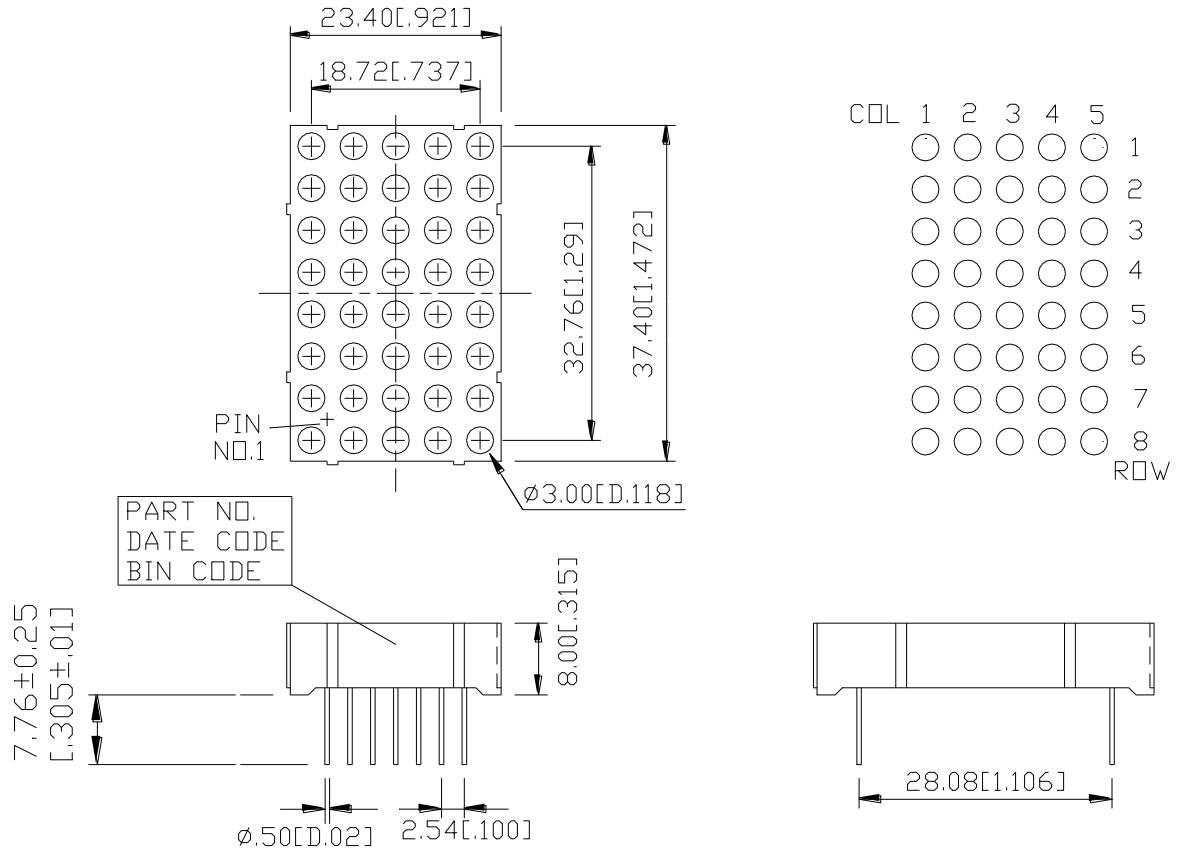 23.40[.921]
18.72[.737]
COL 1 2 3 4 5
1
2
3
4
5
6
7
8
ROW
32.76[1.29]
37.40[1.472]
PIN
NO.1
ø3.00[D.118]
PART NO.
DATE CODE
BIN CODE
8.00[.315]
7.76±0.25
[.305±.01]
28.08[1.106]
ø.50[D.02]
2.54[.100]